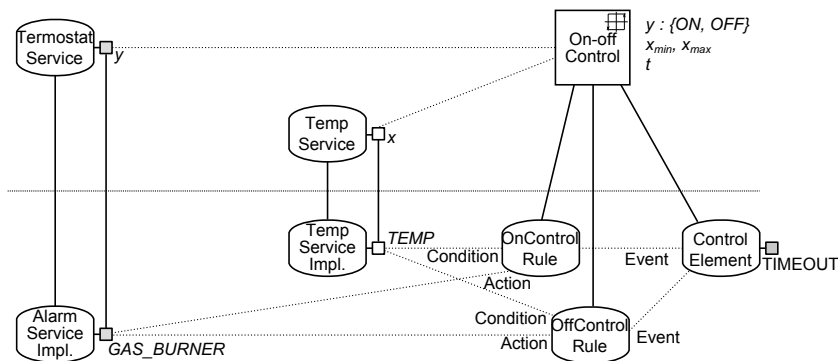 Termostat
Service
y
On-off
Control
y : {ON, OFF}
xmin, xmax
t
Temp
Service
x
Temp
Service
Impl.
TEMP
Condition
OnControl
Rule
Action
Event
Control
Element
TIMEOUT
Alarm
Service
Impl.
GAS_BURNER
Condition
Action
OffControl
Rule
Event